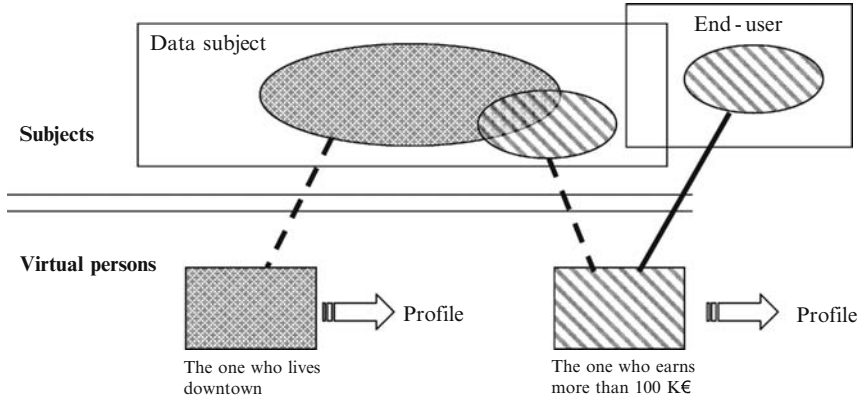 Data subject
End - user
Subjects
Virtual persons
Profile
Profile
The one who lives
downtown
The one who earns
more than 100 K€